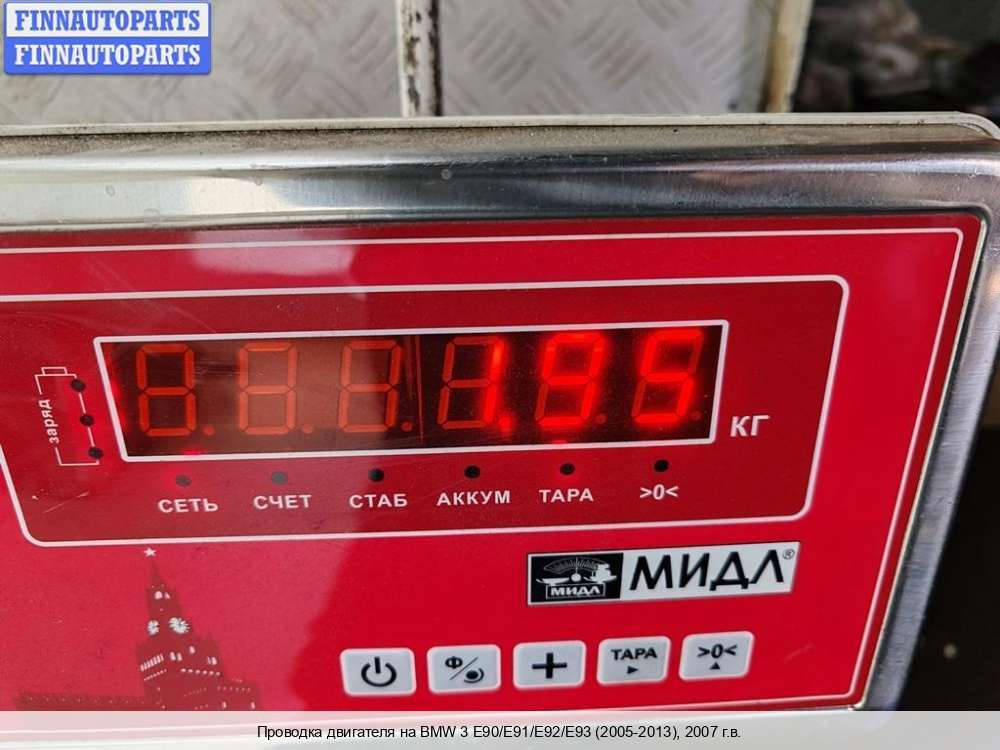 FINNAUTOPARTS
FINNAUTOPARTS
заряд
1.95
КГ
СЕТЬ СЧЕТ СТАБ АККУМ ТАРА >0<
МИДЛ МИДЛ®
Ф/ + ТАРА >0<
Проводка двигателя на BMW 3 E90/E91/E92/E93 (2005-2013), 2007 г.в.